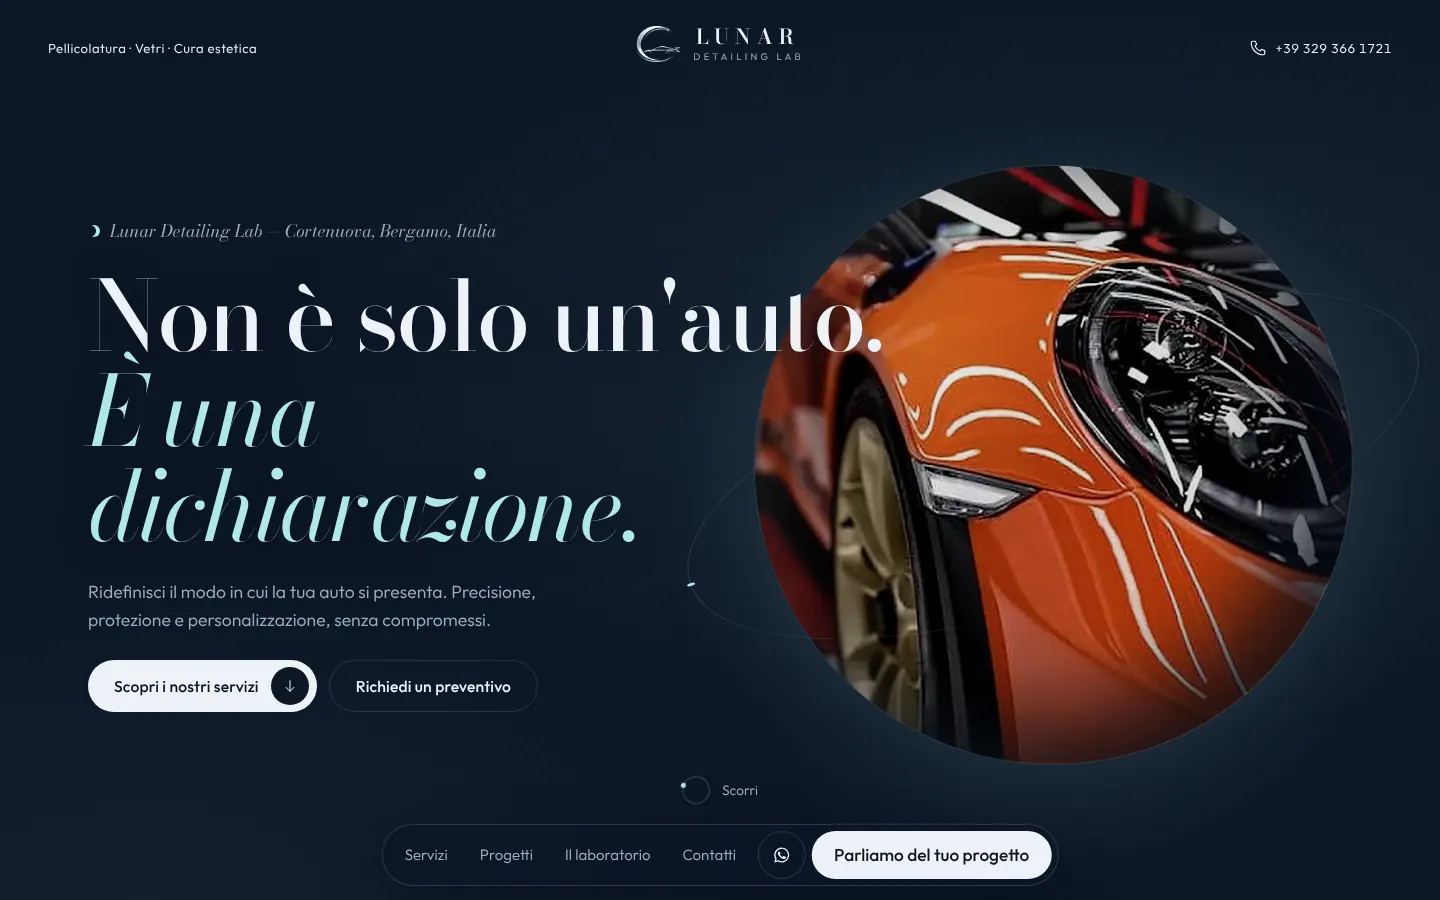 Pellicolatura · Vetri · Cura estetica
LUNAR
DETAILING LAB
+39 329 366 1721
Lunar Detailing Lab — Cortenuova, Bergamo, Italia
Non è solo un'auto.
È una
dichiarazione.
Ridefinisci il modo in cui la tua auto si presenta. Precisione,
protezione e personalizzazione, senza compromessi.
Scopri i nostri servizi
Richiedi un preventivo
Scorri
Servizi
Progetti
Il laboratorio
Contatti
Parliamo del tuo progetto